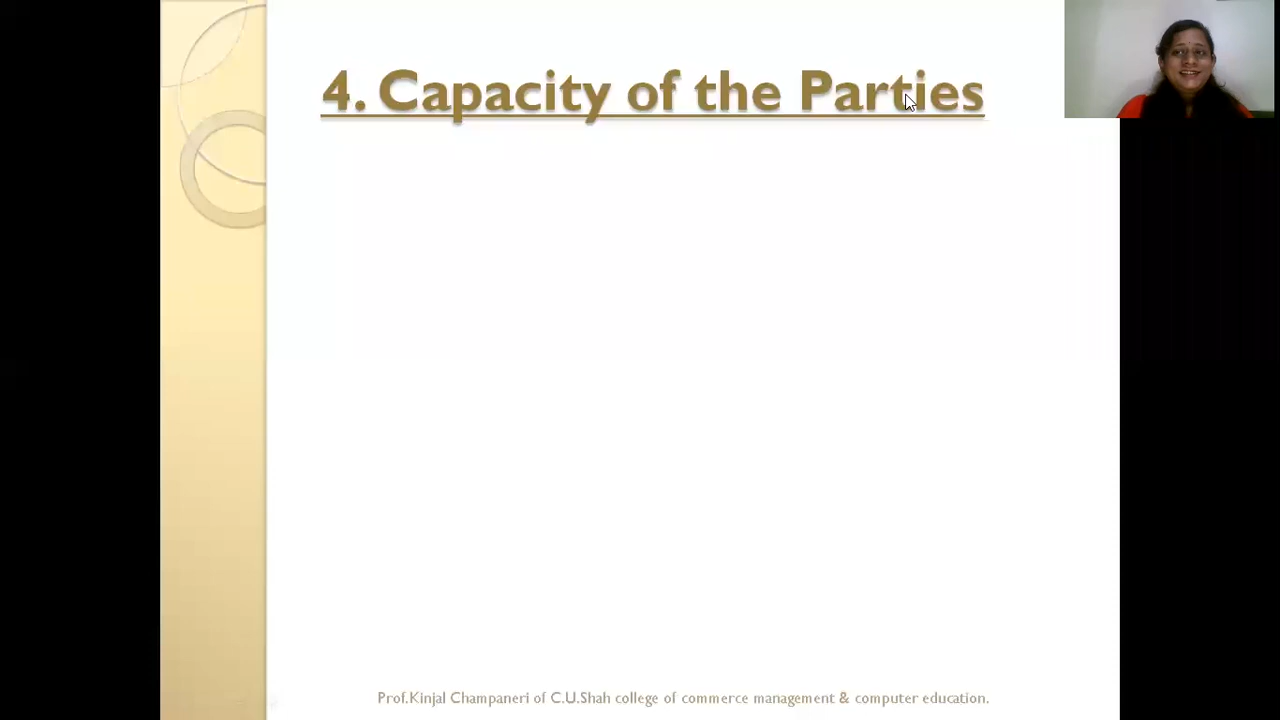 4. Capacity of the Parties
Prof.Kinjal Champaneri of C.U.Shah college of commerce management & computer education.